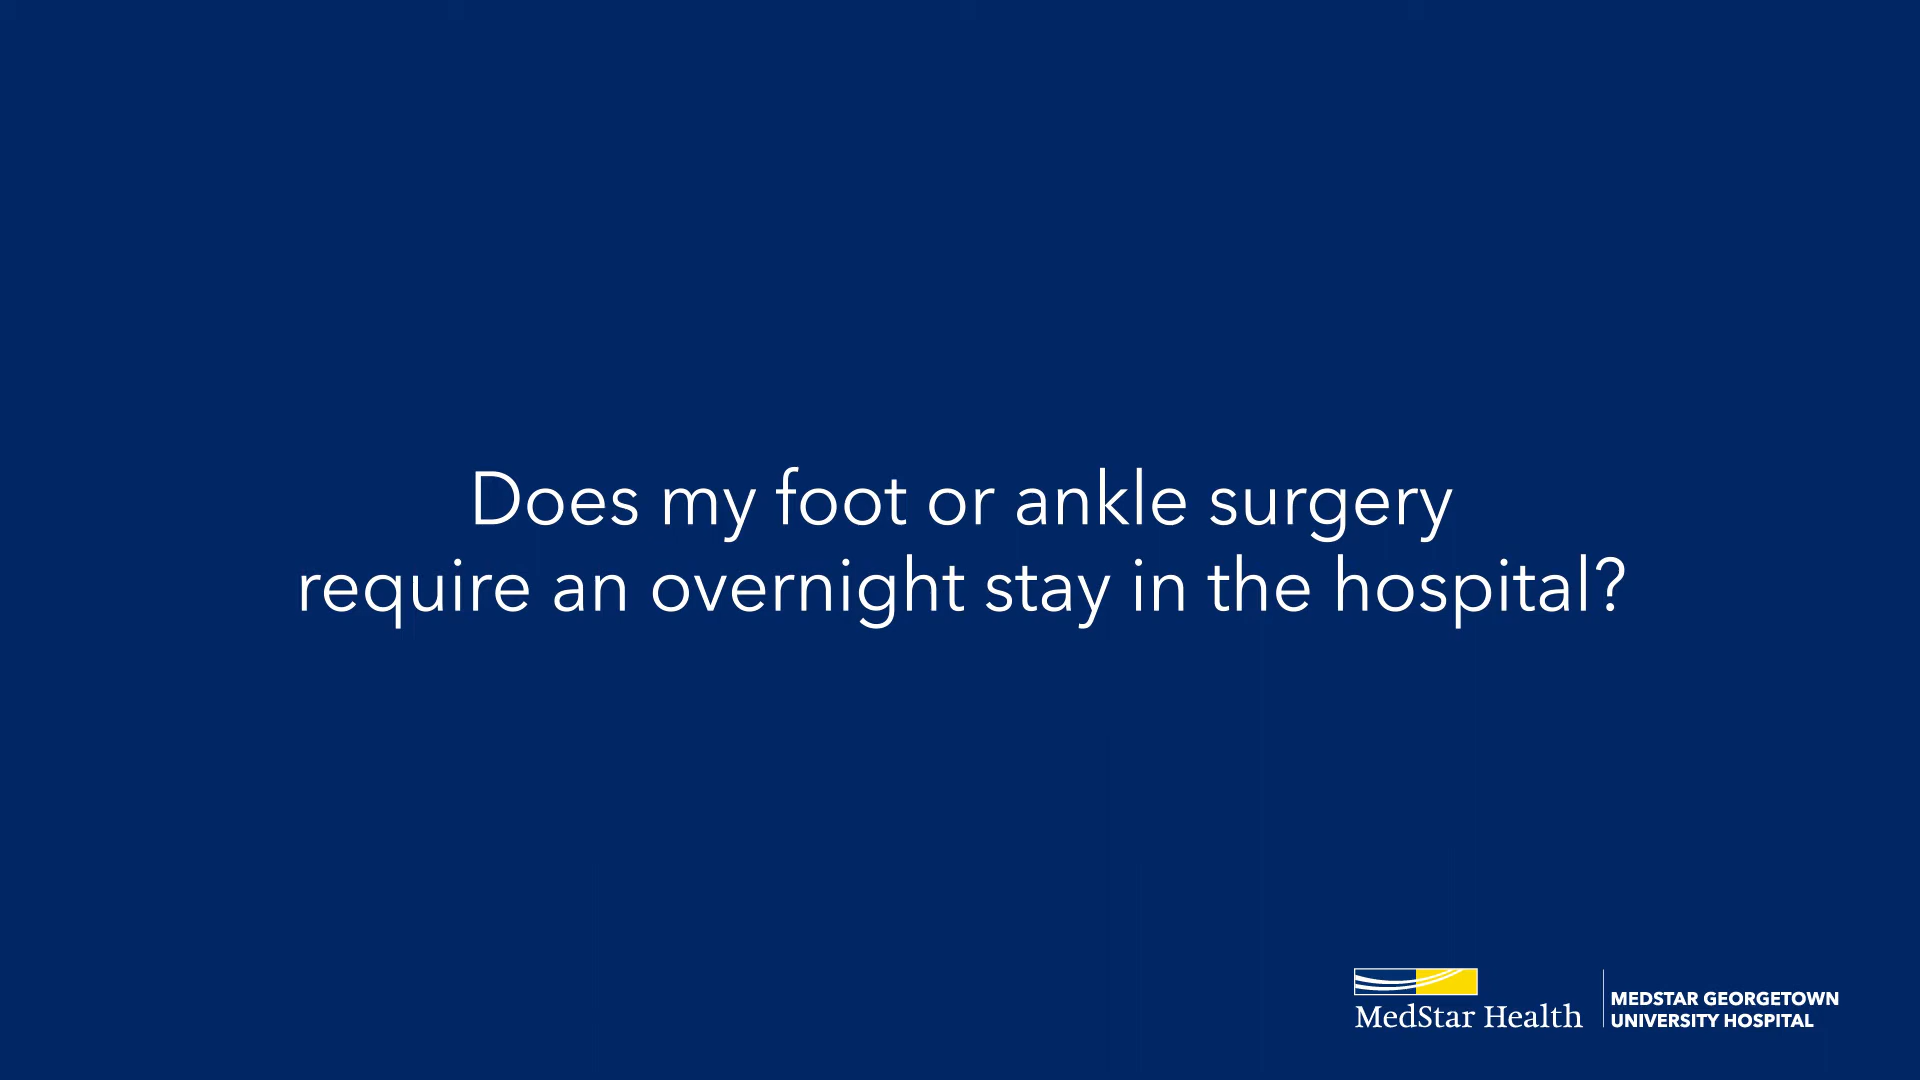 Does my foot or ankle surgery
require an overnight stay in the hospital?
MedStar Health
MEDSTAR GEORGETOWN
UNIVERSITY HOSPITAL